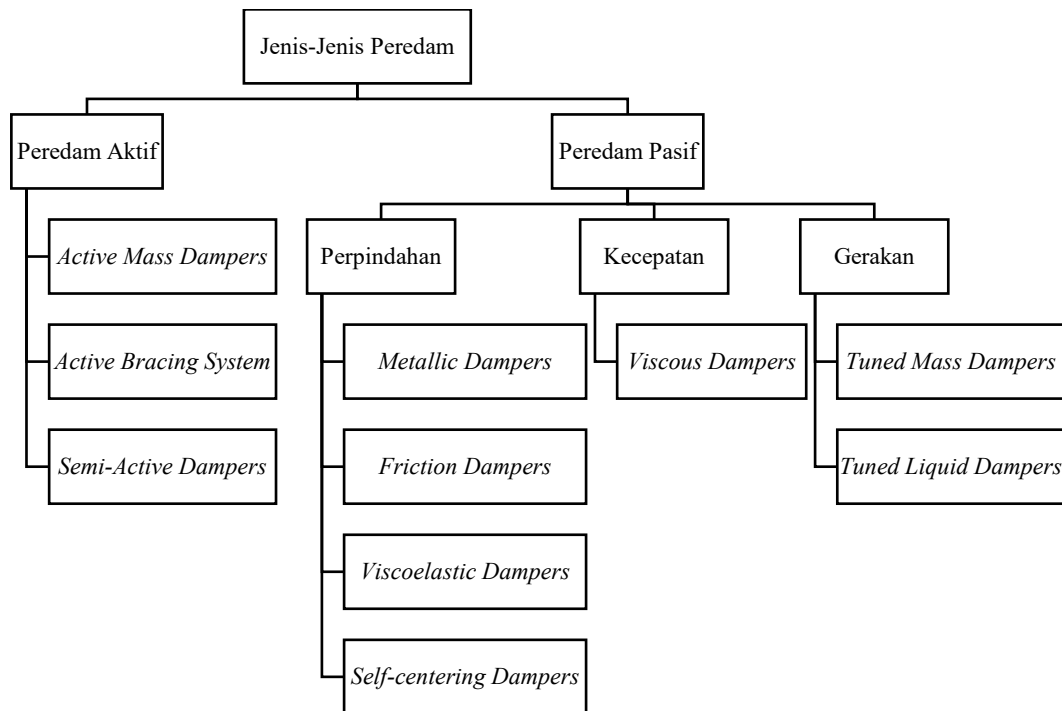 Jenis-Jenis Peredam
Peredam Aktif
Peredam Pasif
Active Mass Dampers
Active Bracing System
Semi-Active Dampers
Perpindahan
Kecepatan
Gerakan
Metallic Dampers
Friction Dampers
Viscoelastic Dampers
Self-centering Dampers
Viscous Dampers
Tuned Mass Dampers
Tuned Liquid Dampers